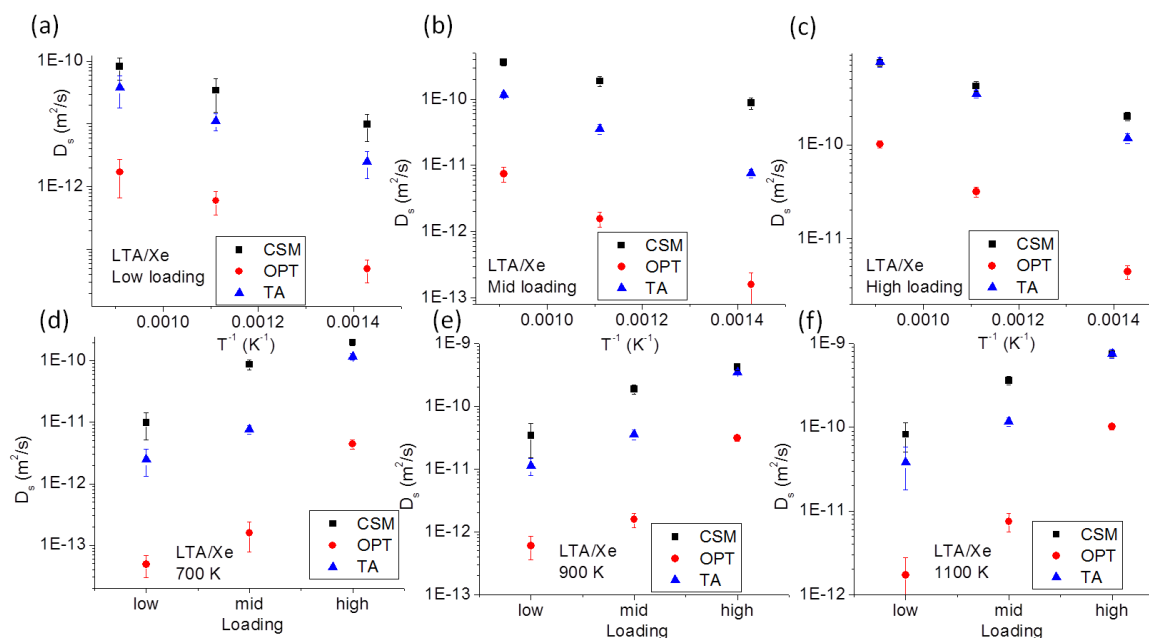 (a)
1E-10
1E-12
D_s (m²/s)
LTA/Xe
Low loading
CSM
OPT
TA
0.0010
0.0012
0.0014
T⁻¹ (K⁻¹)
(b)
1E-10
1E-11
1E-12
1E-13
D_s (m²/s)
LTA/Xe
Mid loading
CSM
OPT
TA
0.0010
0.0012
0.0014
T⁻¹ (K⁻¹)
(c)
1E-10
1E-11
D_s (m²/s)
LTA/Xe
High loading
CSM
OPT
TA
0.0010
0.0012
0.0014
T⁻¹ (K⁻¹)
(d)
1E-10
1E-11
1E-12
1E-13
D_s (m²/s)
LTA/Xe
700 K
CSM
OPT
TA
low
mid
high
Loading
(e)
1E-9
1E-10
1E-11
1E-12
1E-13
D_s (m²/s)
LTA/Xe
900 K
CSM
OPT
TA
low
mid
high
Loading
(f)
1E-9
1E-10
1E-11
1E-12
D_s (m²/s)
LTA/Xe
1100 K
CSM
OPT
TA
low
mid
high
Loading